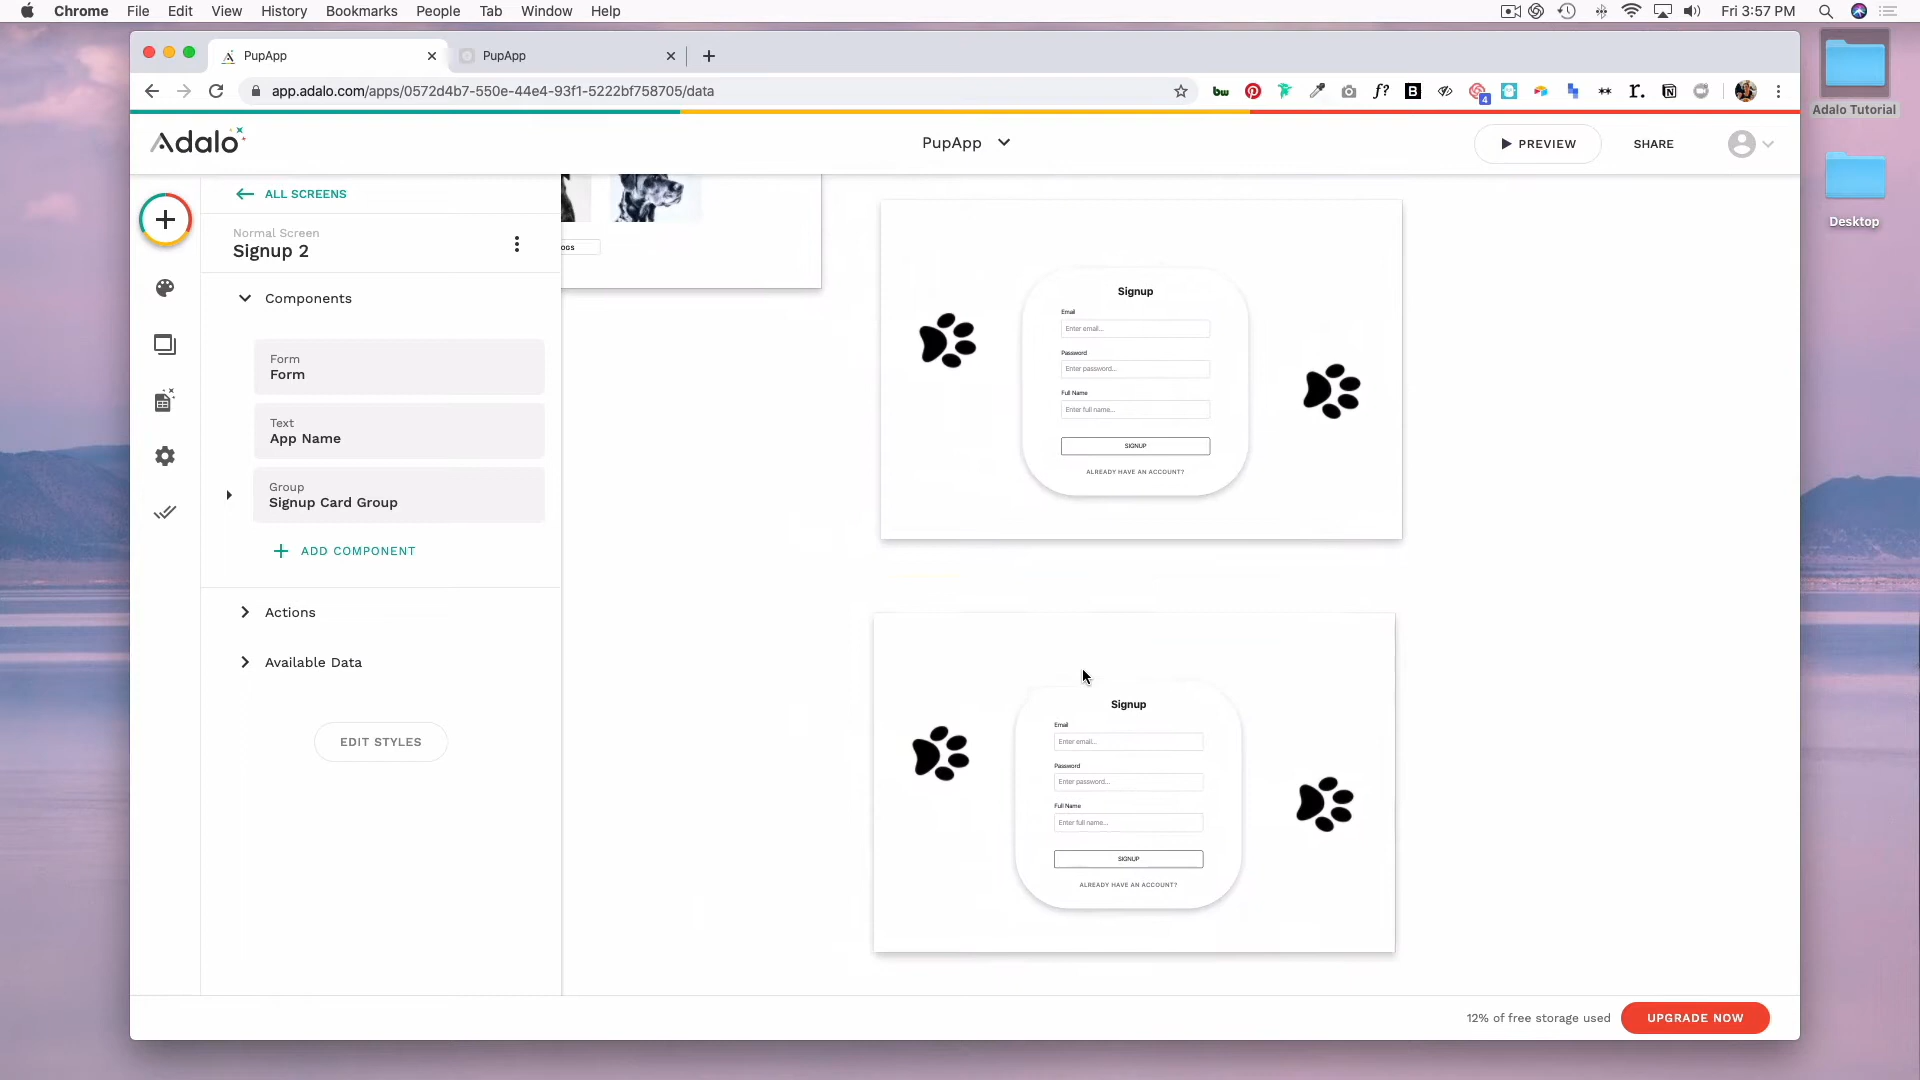 Chrome File Edit View History Bookmarks People Tab Window Help
Fri 3:57 PM
PupApp
PupApp
app.adalo.com/apps/0572d4b7-550e-44e4-93f1-5222bf758705/data
4
Adalo Tutorial
Desktop
Adalo
PupApp
PREVIEW
SHARE
ALL SCREENS
Normal Screen
Signup 2
Components
Form
Form
Text
App Name
Group
Signup Card Group
ADD COMPONENT
Actions
Available Data
EDIT STYLES
OGS
Signup
Email
Enter email...
Password
Enter password...
Full Name
Enter full name...
SIGNUP
ALREADY HAVE AN ACCOUNT?
Signup
Email
Enter email...
Password
Enter password...
Full Name
Enter full name...
SIGNUP
ALREADY HAVE AN ACCOUNT?
12% of free storage used
UPGRADE NOW